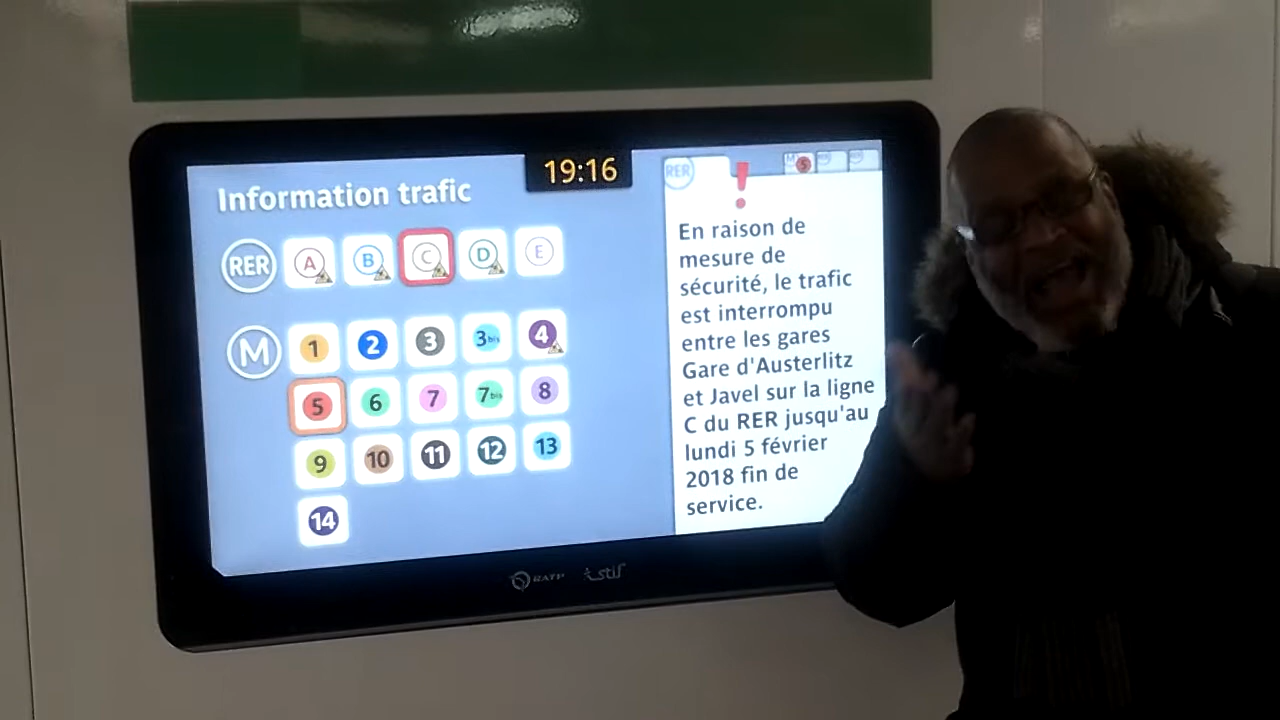 19:16
Information trafic
RER A B C D E
M 1 2 3 3bis 4
5 6 7 7bis 8
9 10 11 12 13
14
RER !
M 5
En raison de
mesure de
sécurité, le trafic
est interrompu
entre les gares
Gare d'Austerlitz
et Javel sur la ligne
C du RER jusqu'au
lundi 5 février
2018 fin de
service.
RATP stif